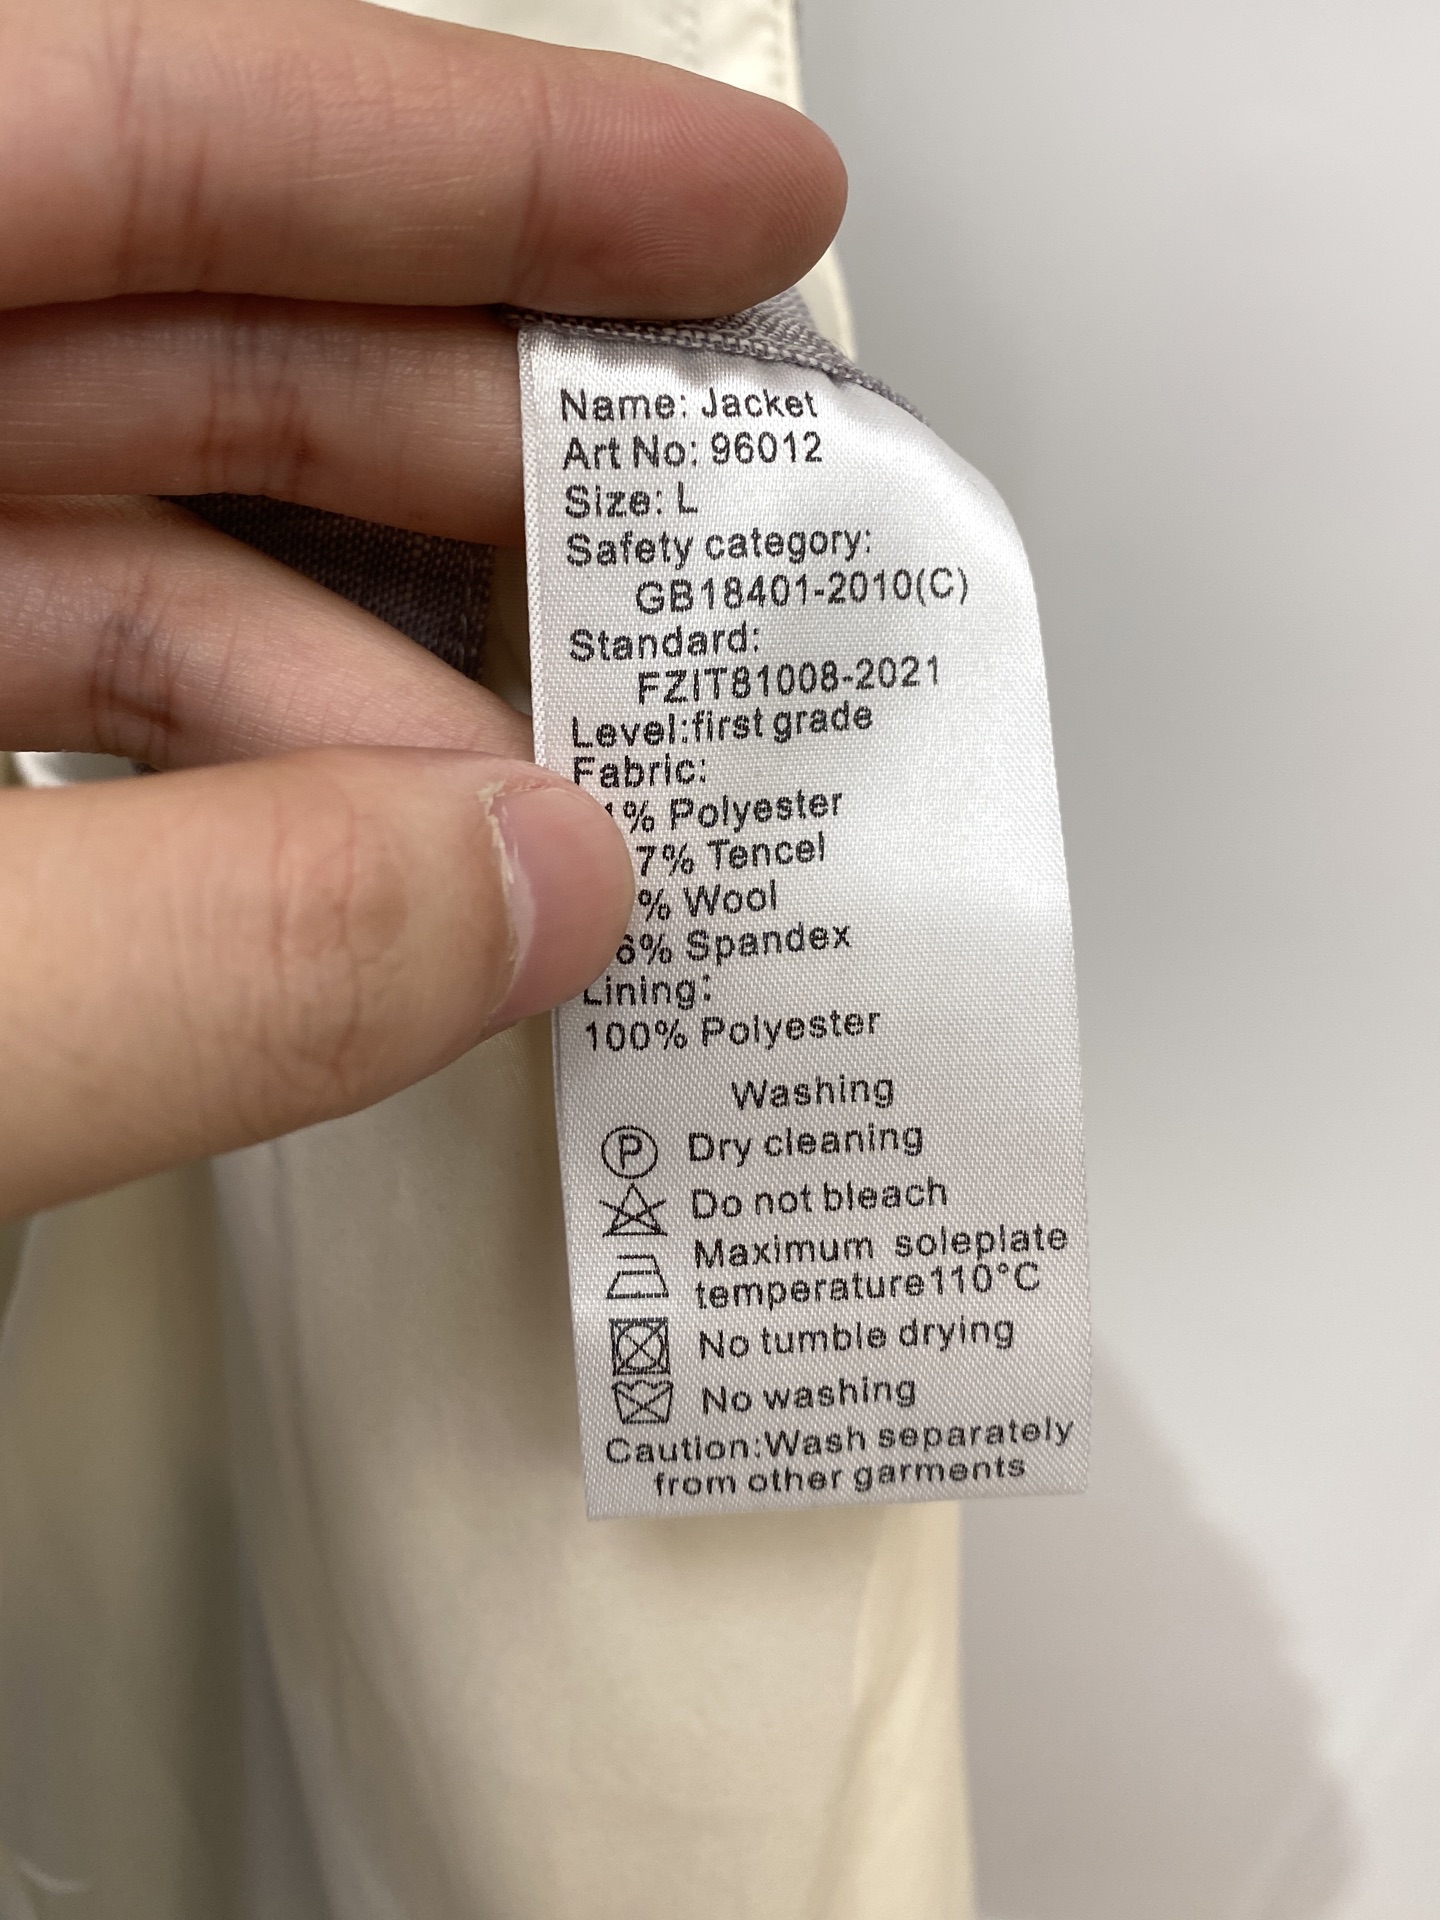 Name: Jacket
Art No: 96012
Size: L
Safety category:
GB18401-2010(C)
Standard:
FZIT81008-2021
Level:first grade
Fabric:
% Polyester
7% Tencel
% Wool
6% Spandex
Lining:
100% Polyester
Washing
P Dry cleaning
Do not bleach
Maximum soleplate
temperature110°C
No tumble drying
No washing
Caution:Wash separately
from other garments